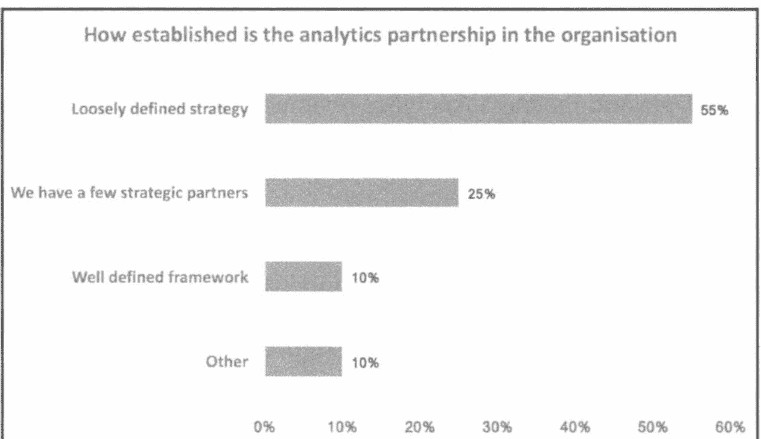 How established is the analytics partnership in the organisation
Loosely defined strategy 55%
We have a few strategic partners 25%
Well defined framework 10%
Other 10%
0% 10% 20% 30% 40% 50% 60%